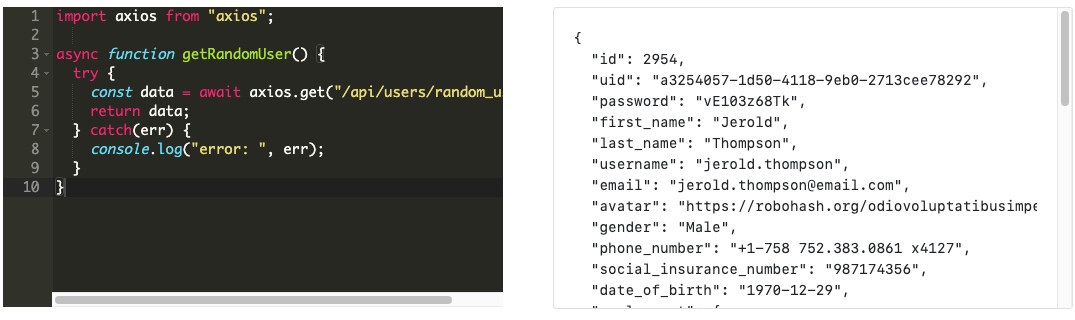 1 import axios from "axios";
2
3 async function getRandomUser() {
4 try {
5 const data = await axios.get("/api/users/random_u
6 return data;
7 } catch(err) {
8 console.log("error: ", err);
9 }
10 }
{
"id": 2954,
"uid": "a3254057-1d50-4118-9eb0-2713cee78292",
"password": "vE103z68Tk",
"first_name": "Jerold",
"last_name": "Thompson",
"username": "jerold.thompson",
"email": "jerold.thompson@email.com",
"avatar": "https://robohash.org/odiovoluptatibusimpe
"gender": "Male",
"phone_number": "+1-758 752.383.0861 x4127",
"social_insurance_number": "987174356",
"date_of_birth": "1970-12-29",